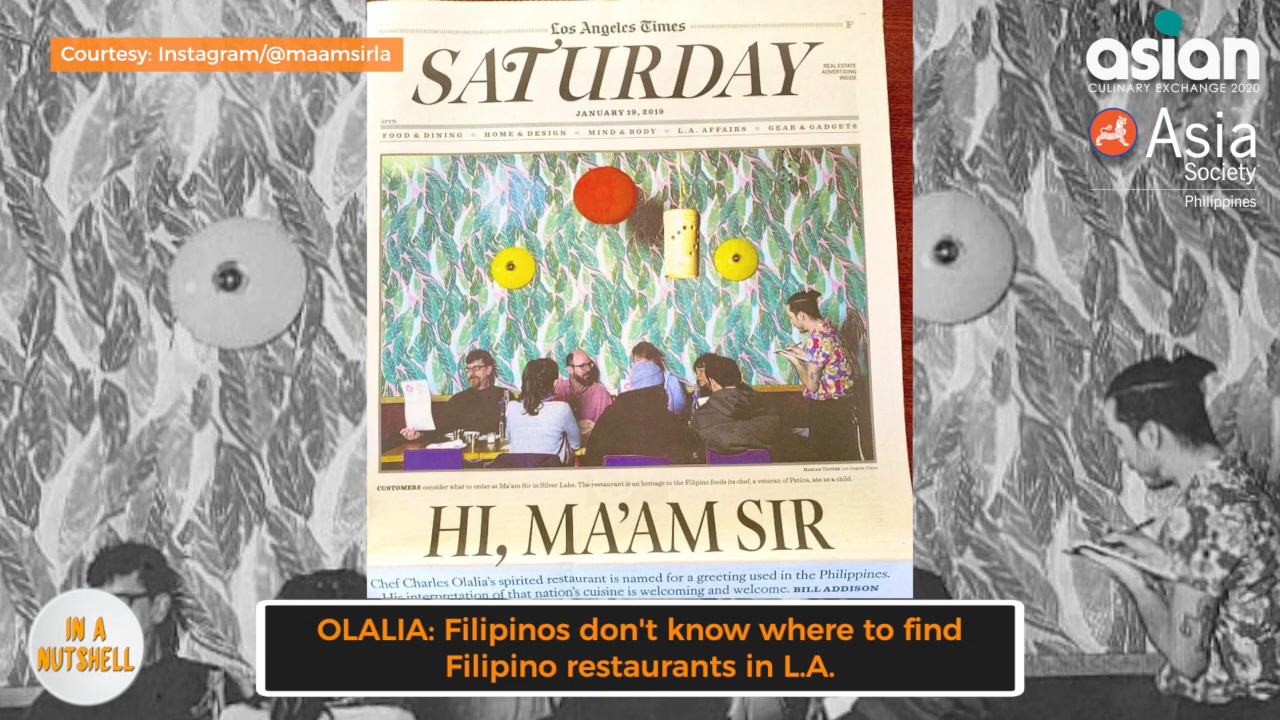 Courtesy: Instagram/@maamsirla
Los Angeles Times
F
SATURDAY
REAL ESTATE
ADVERTISING
INSIDE
JANUARY 19, 2019
FOOD & DINING
HOME & DESIGN
MIND & BODY
L.A. AFFAIRS
GEAR & GADGETS
Los Angeles Times
CUSTOMERS consider what to order at Ma'am Sir in Silver Lake. The restaurant is an homage to the Filipino foods its chef, a veteran of Patina, ate as a child.
HI, MA'AM SIR
Chef Charles Olalia's spirited restaurant is named for a greeting used in the Philippines.
His interpretation of that nation's cuisine is welcoming and welcome. BILL ADDISON
asian
CULINARY EXCHANGE 2020
Asia
Society
Philippines
IN A
NUTSHELL
OLALIA: Filipinos don't know where to find
Filipino restaurants in L.A.